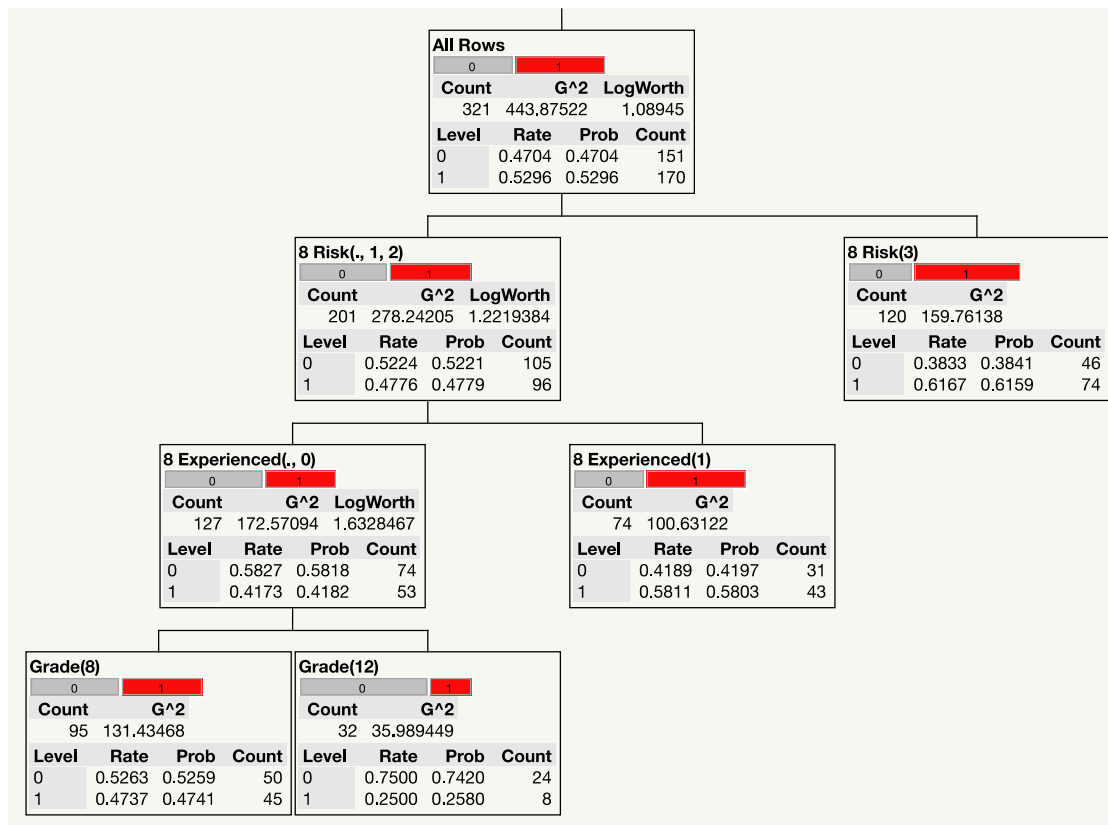 All Rows
0 1
Count G^2 LogWorth
321 443.87522 1.08945
Level Rate Prob Count
0 0.4704 0.4704 151
1 0.5296 0.5296 170
8 Risk(., 1, 2)
0 1
Count G^2 LogWorth
201 278.24205 1.2219384
Level Rate Prob Count
0 0.5224 0.5221 105
1 0.4776 0.4779 96
8 Risk(3)
0 1
Count G^2
120 159.76138
Level Rate Prob Count
0 0.3833 0.3841 46
1 0.6167 0.6159 74
8 Experienced(., 0)
0 1
Count G^2 LogWorth
127 172.57094 1.6328467
Level Rate Prob Count
0 0.5827 0.5818 74
1 0.4173 0.4182 53
8 Experienced(1)
0 1
Count G^2
74 100.63122
Level Rate Prob Count
0 0.4189 0.4197 31
1 0.5811 0.5803 43
Grade(8)
0 1
Count G^2
95 131.43468
Level Rate Prob Count
0 0.5263 0.5259 50
1 0.4737 0.4741 45
Grade(12)
0 1
Count G^2
32 35.989449
Level Rate Prob Count
0 0.7500 0.7420 24
1 0.2500 0.2580 8